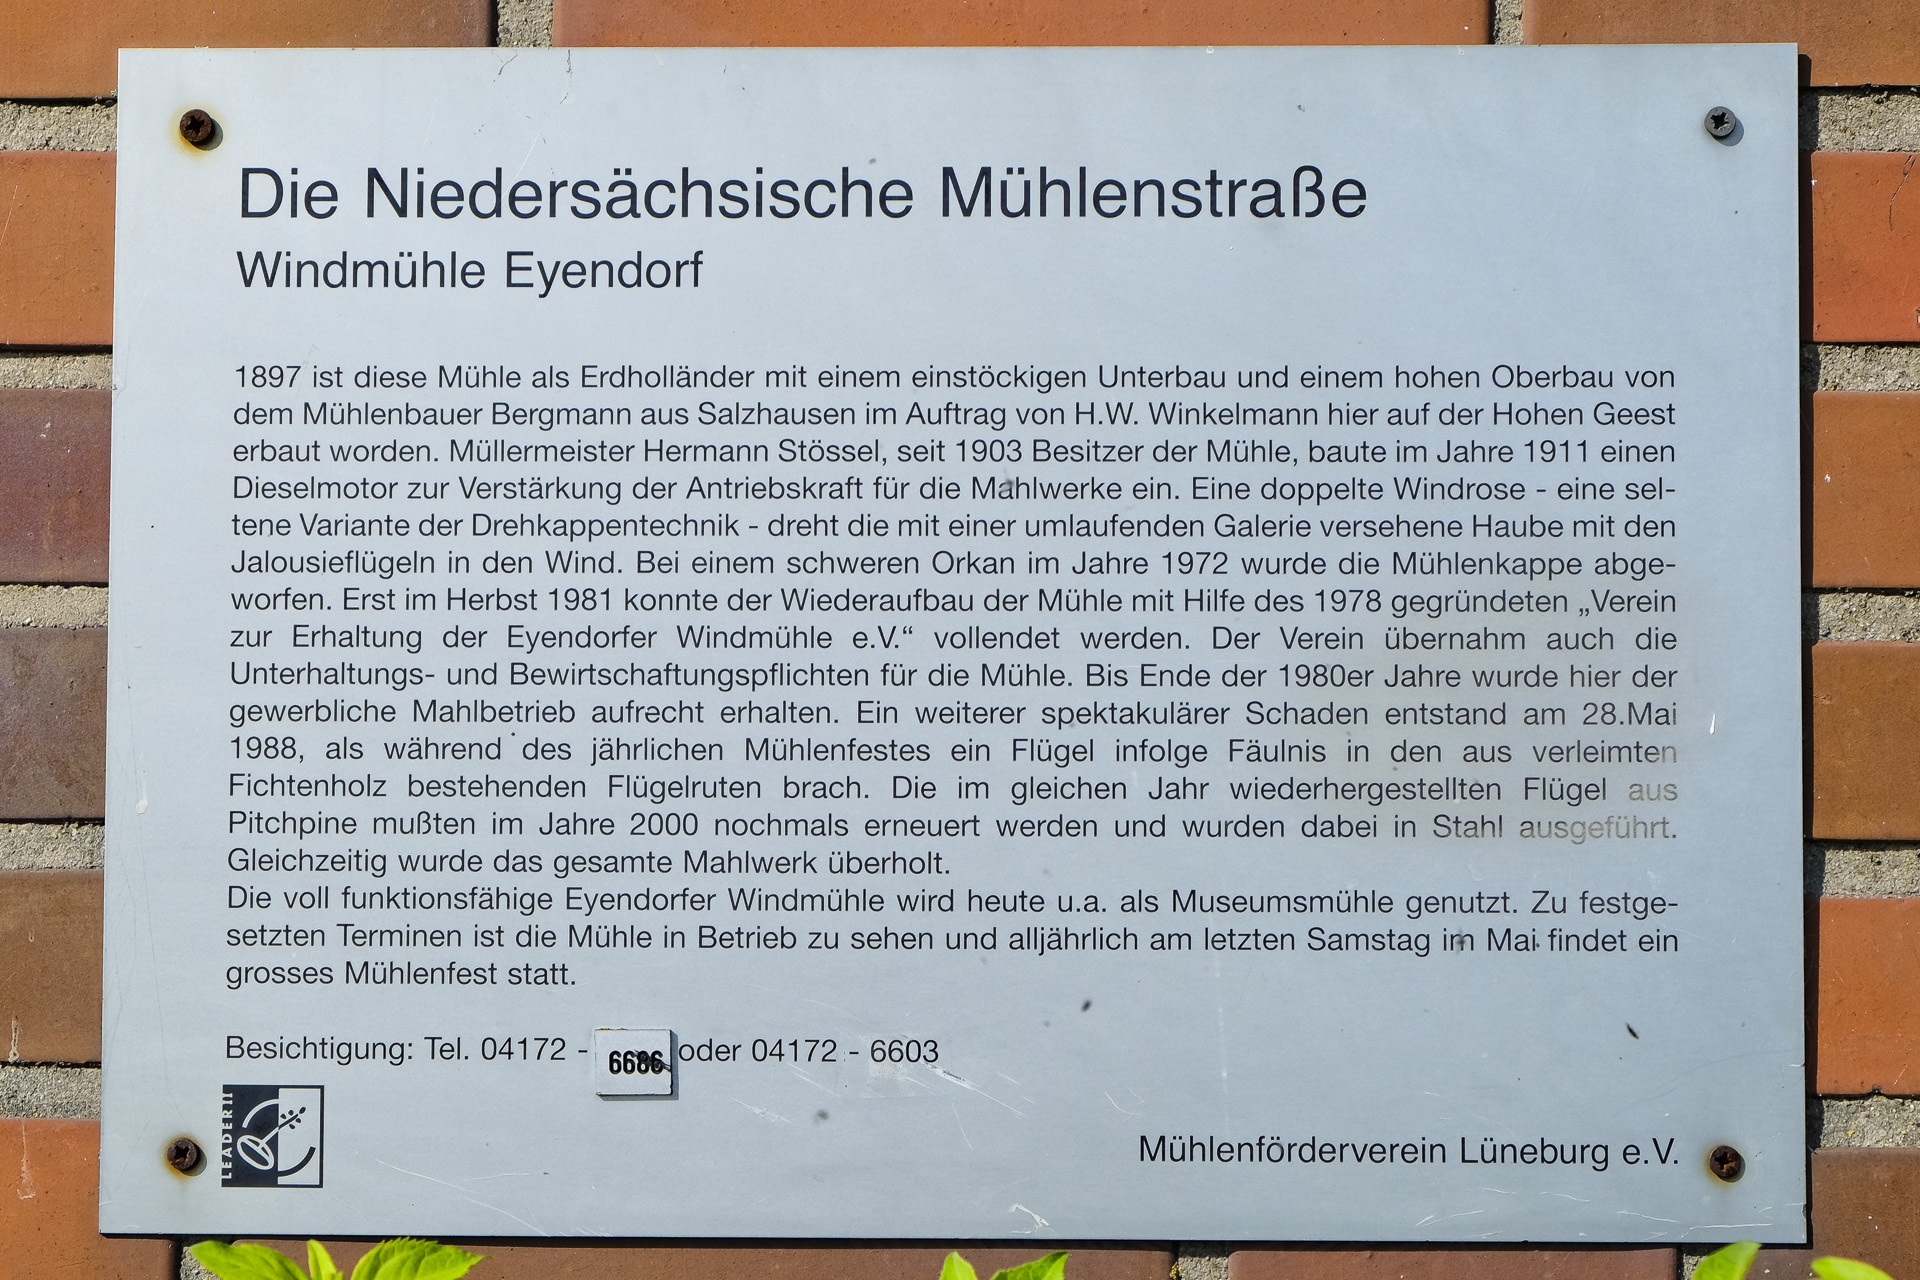 Die Niedersächsische Mühlenstraße
Windmühle Eyendorf
1897 ist diese Mühle als Erdholländer mit einem einstöckigen Unterbau und einem hohen Oberbau von
dem Mühlenbauer Bergmann aus Salzhausen im Auftrag von H.W. Winkelmann hier auf der Hohen Geest
erbaut worden. Müllermeister Hermann Stössel, seit 1903 Besitzer der Mühle, baute im Jahre 1911 einen
Dieselmotor zur Verstärkung der Antriebskraft für die Mahlwerke ein. Eine doppelte Windrose - eine sel-
tene Variante der Drehkappentechnik - dreht die mit einer umlaufenden Galerie versehene Haube mit den
Jalousieflügeln in den Wind. Bei einem schweren Orkan im Jahre 1972 wurde die Mühlenkappe abge-
worfen. Erst im Herbst 1981 konnte der Wiederaufbau der Mühle mit Hilfe des 1978 gegründeten „Verein
zur Erhaltung der Eyendorfer Windmühle e.V.“ vollendet werden. Der Verein übernahm auch die
Unterhaltungs- und Bewirtschaftungspflichten für die Mühle. Bis Ende der 1980er Jahre wurde hier der
gewerbliche Mahlbetrieb aufrecht erhalten. Ein weiterer spektakulärer Schaden entstand am 28.Mai
1988, als während des jährlichen Mühlenfestes ein Flügel infolge Fäulnis in den aus verleimten
Fichtenholz bestehenden Flügelruten brach. Die im gleichen Jahr wiederhergestellten Flügel aus
Pitchpine mußten im Jahre 2000 nochmals erneuert werden und wurden dabei in Stahl ausgeführt.
Gleichzeitig wurde das gesamte Mahlwerk überholt.
Die voll funktionsfähige Eyendorfer Windmühle wird heute u.a. als Museumsmühle genutzt. Zu festge-
setzten Terminen ist die Mühle in Betrieb zu sehen und alljährlich am letzten Samstag im Mai findet ein
grosses Mühlenfest statt.
Besichtigung: Tel. 04172 - 6686 oder 04172 - 6603
LEADER II
Mühlenförderverein Lüneburg e.V.